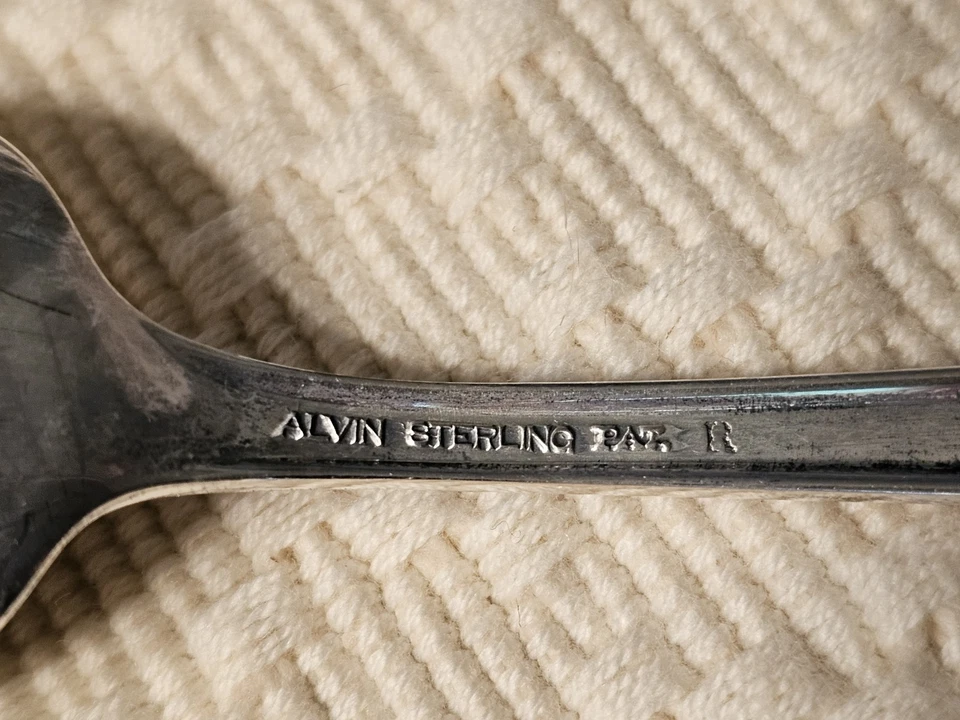 ALVIN STERLING PAT. R